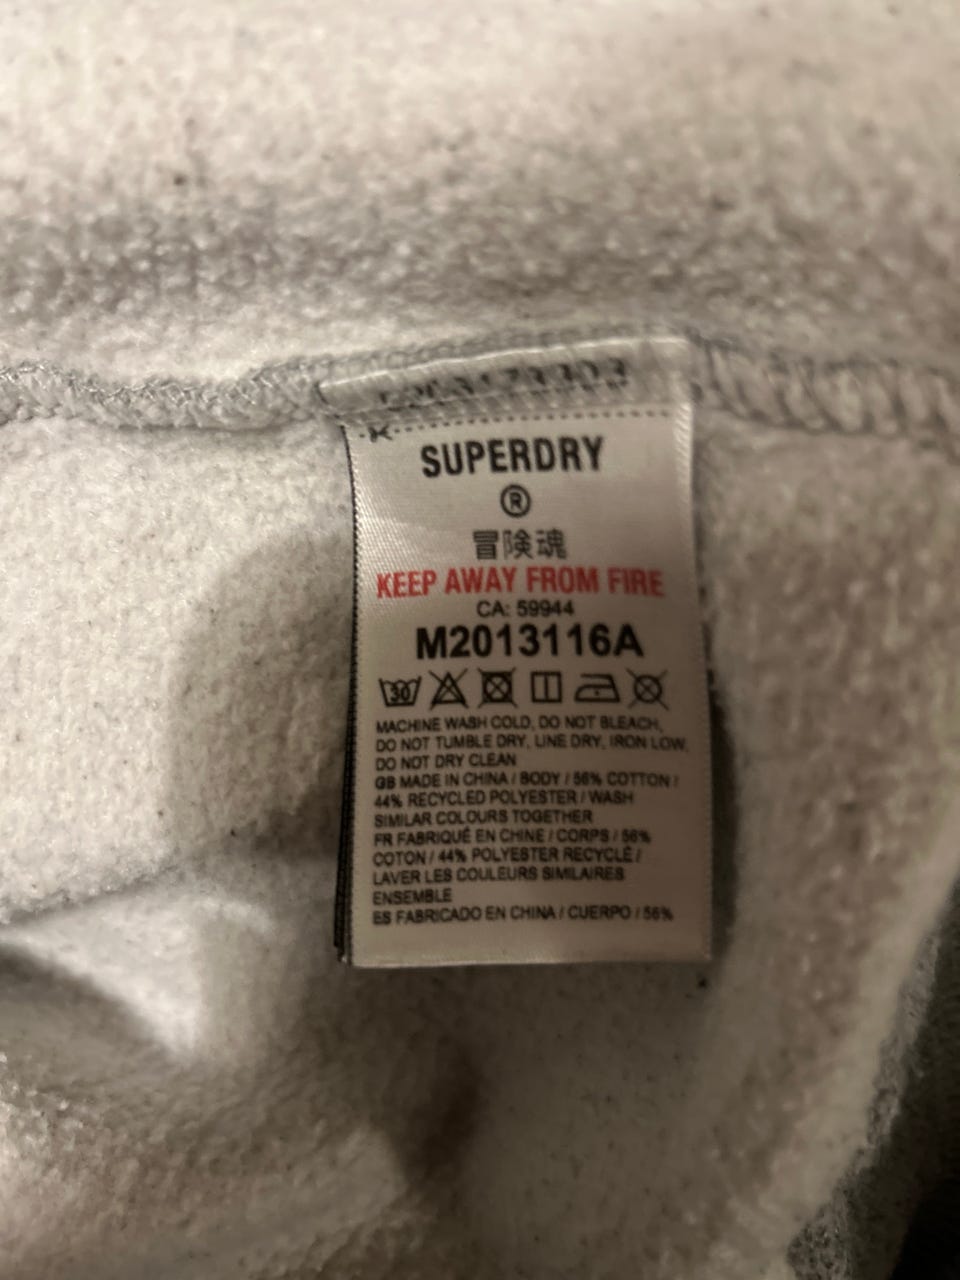 SUPERDRY
®
冒険魂
KEEP AWAY FROM FIRE
CA: 59944
M2013116A
30
MACHINE WASH COLD, DO NOT BLEACH,
DO NOT TUMBLE DRY, LINE DRY, IRON LOW,
DO NOT DRY CLEAN
GB MADE IN CHINA / BODY / 56% COTTON /
44% RECYCLED POLYESTER / WASH
SIMILAR COLOURS TOGETHER
FR FABRIQUÉ EN CHINE / CORPS / 56%
COTON / 44% POLYESTER RECYCLÉ /
LAVER LES COULEURS SIMILAIRES
ENSEMBLE
ES FABRICADO EN CHINA / CUERPO / 56%